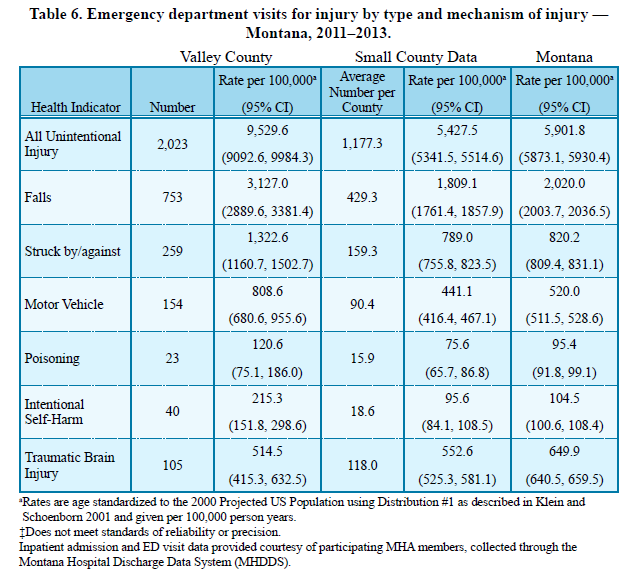 Table 6. Emergency department visits for injury by type and mechanism of injury —
Montana, 2011–2013.
Valley County Small County Data Montana
Health Indicator Number Rate per 100,000ᵃ (95% CI) Average Number per County Rate per 100,000ᵃ (95% CI) Rate per 100,000ᵃ (95% CI)
All Unintentional Injury 2,023 9,529.6 (9092.6, 9984.3) 1,177.3 5,427.5 (5341.5, 5514.6) 5,901.8 (5873.1, 5930.4)
Falls 753 3,127.0 (2889.6, 3381.4) 429.3 1,809.1 (1761.4, 1857.9) 2,020.0 (2003.7, 2036.5)
Struck by/against 259 1,322.6 (1160.7, 1502.7) 159.3 789.0 (755.8, 823.5) 820.2 (809.4, 831.1)
Motor Vehicle 154 808.6 (680.6, 955.6) 90.4 441.1 (416.4, 467.1) 520.0 (511.5, 528.6)
Poisoning 23 120.6 (75.1, 186.0) 15.9 75.6 (65.7, 86.8) 95.4 (91.8, 99.1)
Intentional Self-Harm 40 215.3 (151.8, 298.6) 18.6 95.6 (84.1, 108.5) 104.5 (100.6, 108.4)
Traumatic Brain Injury 105 514.5 (415.3, 632.5) 118.0 552.6 (525.3, 581.1) 649.9 (640.5, 659.5)
ᵃRates are age standardized to the 2000 Projected US Population using Distribution #1 as described in Klein and
Schoenborn 2001 and given per 100,000 person years.
‡Does not meet standards of reliability or precision.
Inpatient admission and ED visit data provided courtesy of participating MHA members, collected through the
Montana Hospital Discharge Data System (MHDDS).